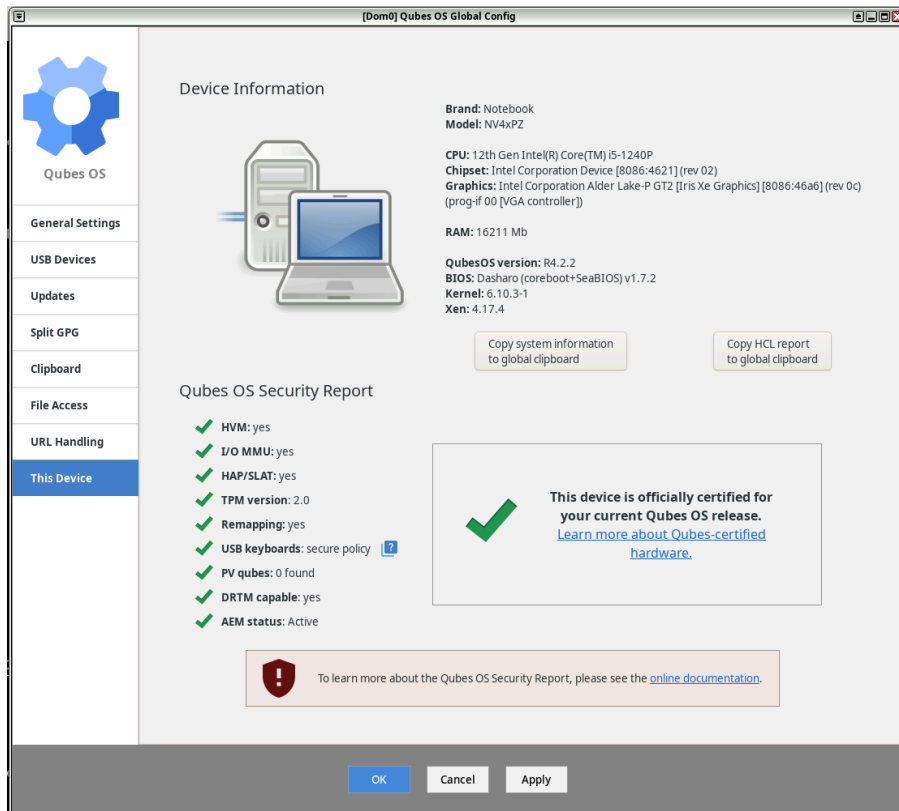 [Dom0] Qubes OS Global Config
Qubes OS
General Settings
USB Devices
Updates
Split GPG
Clipboard
File Access
URL Handling
This Device
Device Information
Brand: Notebook
Model: NV4xPZ
CPU: 12th Gen Intel(R) Core(TM) i5-1240P
Chipset: Intel Corporation Device [8086:4621] (rev 02)
Graphics: Intel Corporation Alder Lake-P GT2 [Iris Xe Graphics] [8086:46a6] (rev 0c)
(prog-if 00 [VGA controller])
RAM: 16211 Mb
QubesOS version: R4.2.2
BIOS: Dasharo (coreboot+SeaBIOS) v1.7.2
Kernel: 6.10.3-1
Xen: 4.17.4
Copy system information
to global clipboard
Copy HCL report
to global clipboard
Qubes OS Security Report
HVM: yes
I/O MMU: yes
HAP/SLAT: yes
TPM version: 2.0
Remapping: yes
USB keyboards: secure policy ?
PV qubes: 0 found
DRTM capable: yes
AEM status: Active
This device is officially certified for
your current Qubes OS release.
Learn more about Qubes-certified
hardware.
To learn more about the Qubes OS Security Report, please see the online documentation.
OK
Cancel
Apply